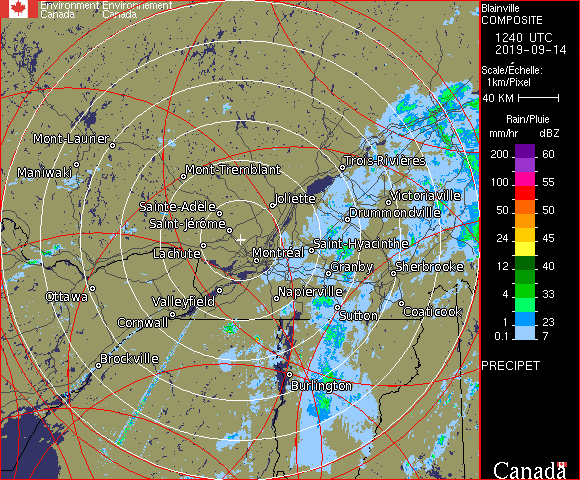 Environment Environnement
Canada Canada
Blainville
COMPOSITE
1240 UTC
2019-09-14
Scale/Échelle:
1km/Pixel
40 KM
Rain/Pluie
mm/hr dBZ
200 60
100 55
50 50
24 45
12 40
4 33
1 23
0.1 7
PRECIPET
Canada
Mont-Laurier
Maniwaki
Mont-Tremblant
Trois-Rivières
Sainte-Adèle
Joliette
Victoriaville
Drummondville
Saint-Jérôme
Lachute
Montréal
Saint-Hyacinthe
Granby
Sherbrooke
Ottawa
Valleyfield
Napierville
Cornwall
Sutton
Coaticook
Brockville
Burlington